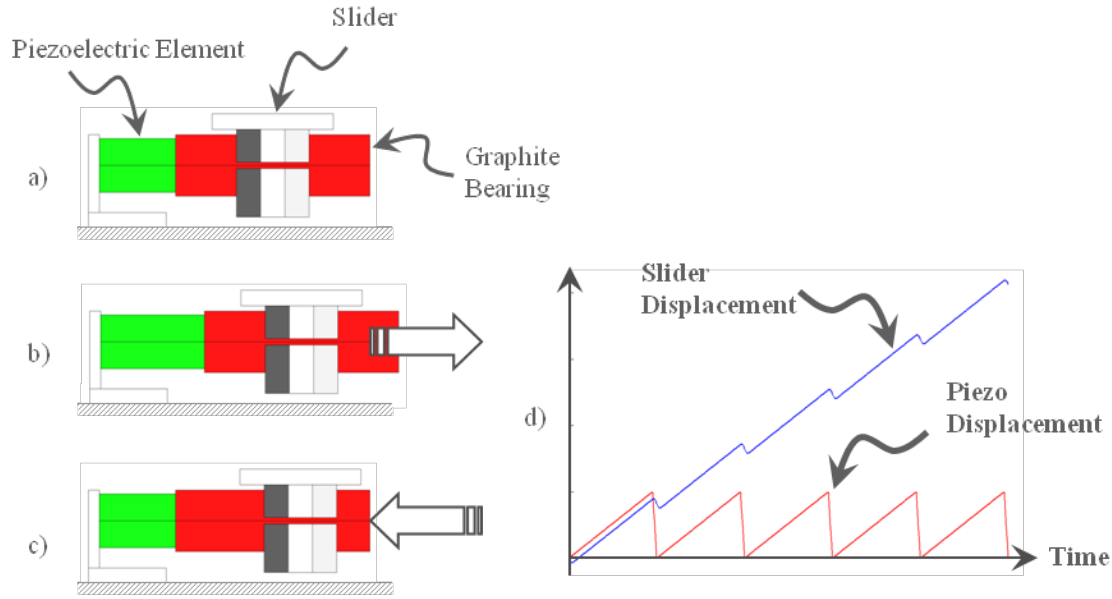 Slider
Piezoelectric Element
a)
Graphite
Bearing
b)
c)
Slider
Displacement
Piezo
Displacement
d)
Time